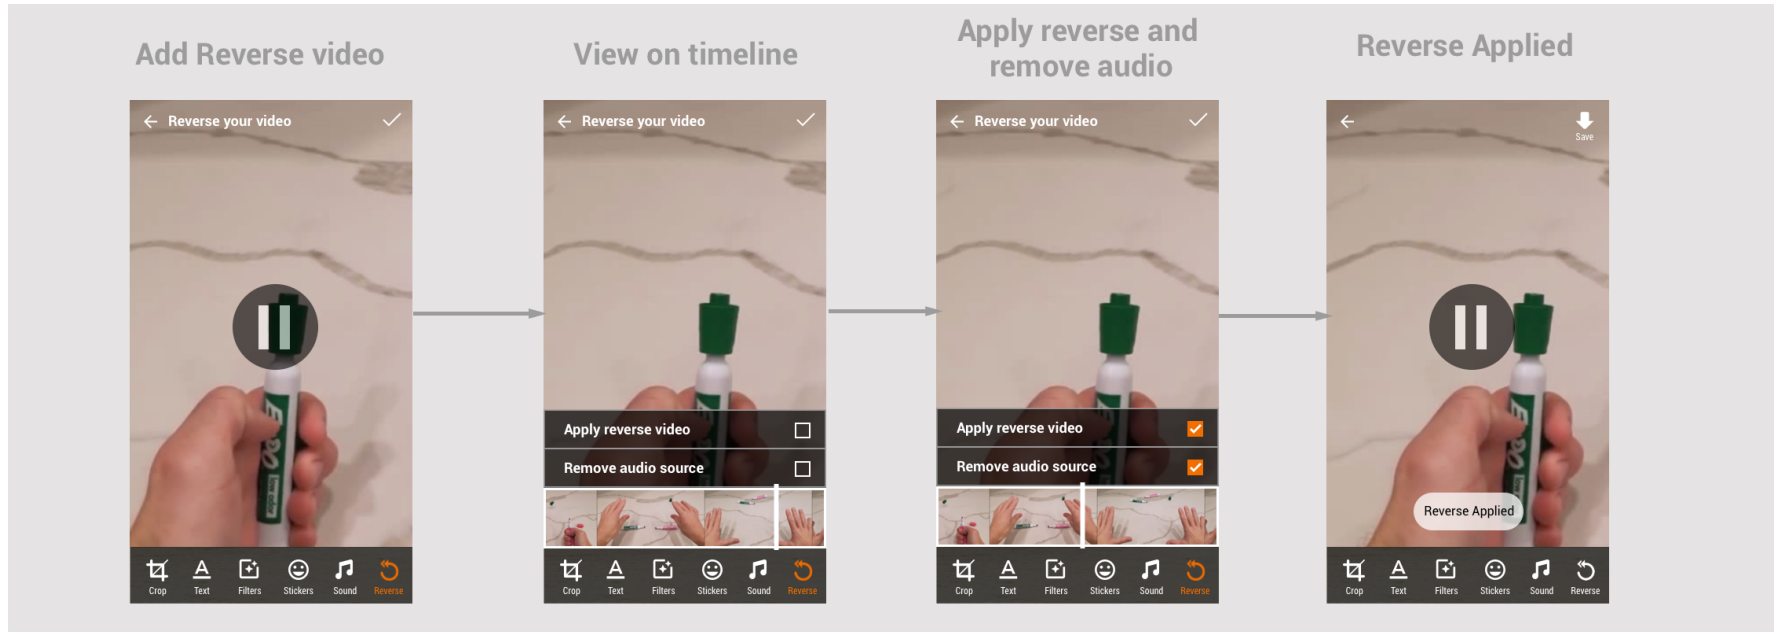 Add Reverse video
View on timeline
Apply reverse and
remove audio
Reverse Applied
Reverse your video
Crop
Text
Filters
Stickers
Sound
Reverse
Reverse your video
Apply reverse video
Remove audio source
Crop
Text
Filters
Stickers
Sound
Reverse
Reverse your video
Apply reverse video
Remove audio source
Crop
Text
Filters
Stickers
Sound
Reverse
Save
Reverse Applied
Crop
Text
Filters
Stickers
Sound
Reverse